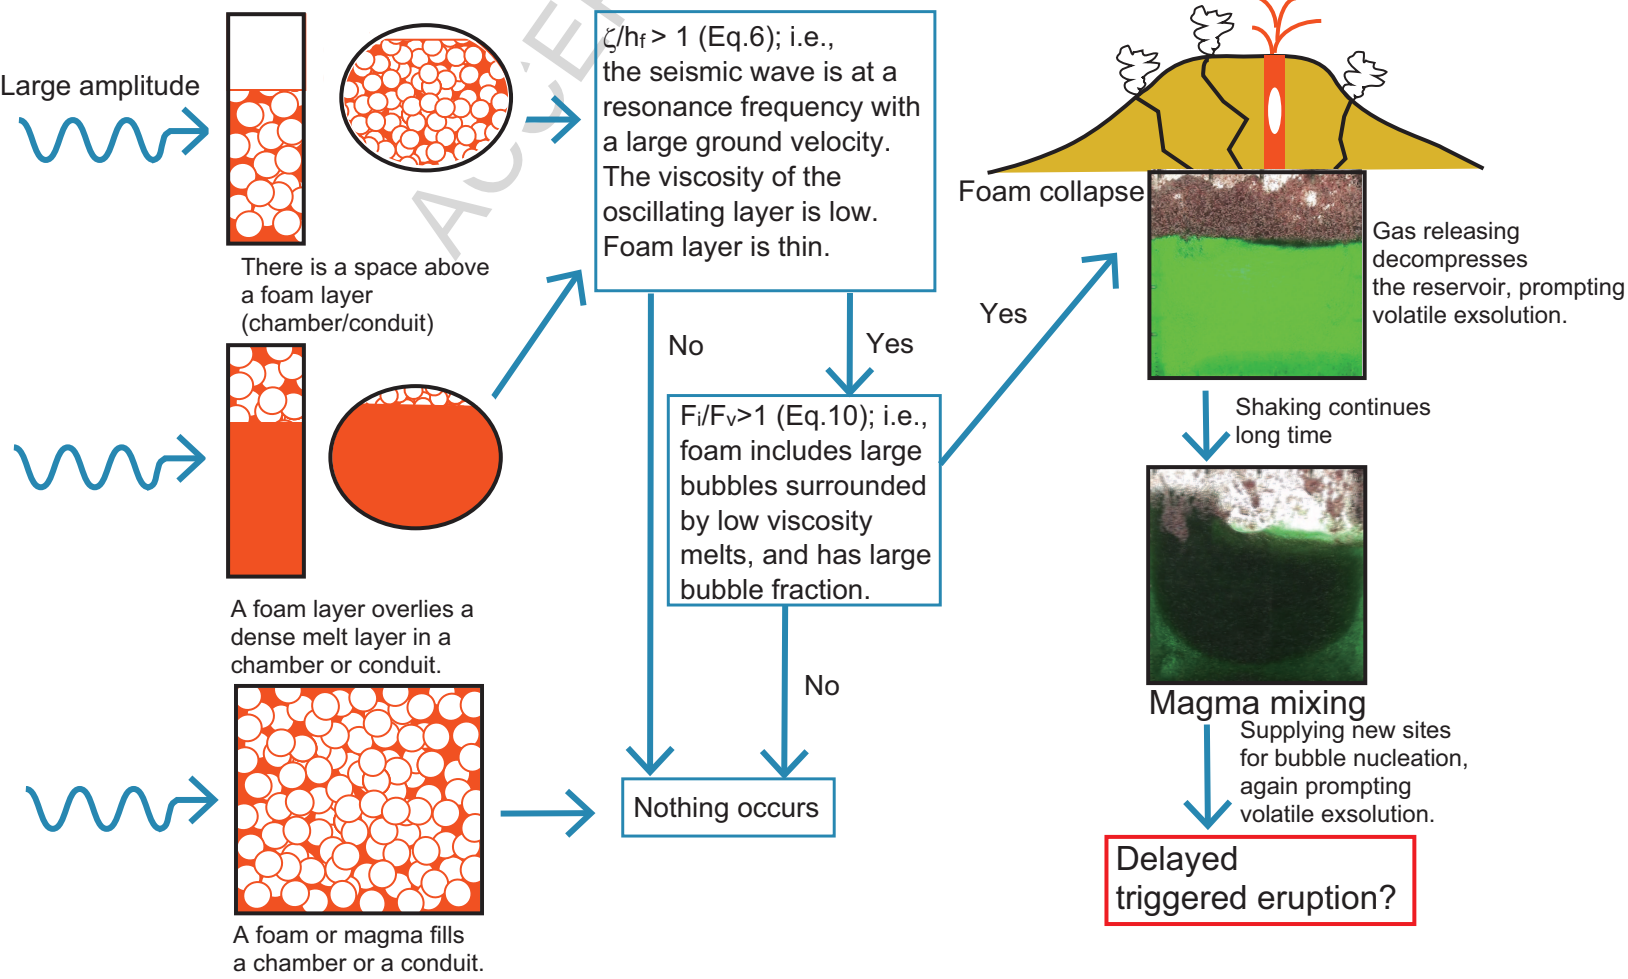 Large amplitude
There is a space above
a foam layer
(chamber/conduit)
A foam layer overlies a
dense melt layer in a
chamber or conduit.
A foam or magma fills
a chamber or a conduit.
ζ/hf > 1 (Eq.6); i.e.,
the seismic wave is at a
resonance frequency with
a large ground velocity.
The viscosity of the
oscillating layer is low.
Foam layer is thin.
No
Yes
Fi/Fv>1 (Eq.10); i.e.,
foam includes large
bubbles surrounded
by low viscosity
melts, and has large
bubble fraction.
No
Nothing occurs
Yes
Foam collapse
Gas releasing
decompresses
the reservoir, prompting
volatile exsolution.
Shaking continues
long time
Magma mixing
Supplying new sites
for bubble nucleation,
again prompting
volatile exsolution.
Delayed
triggered eruption?